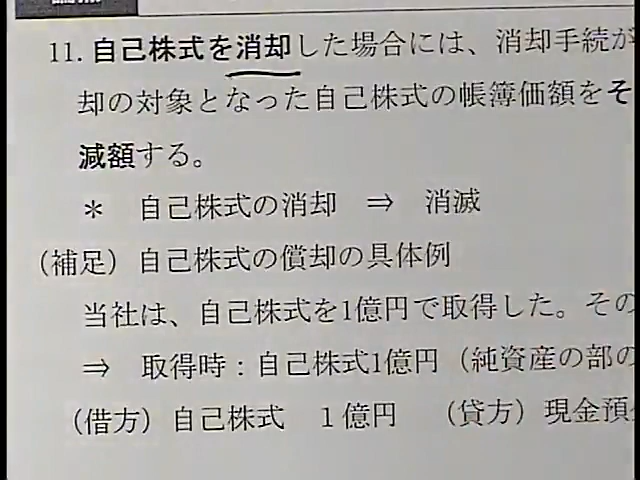 11. 自己株式を消却した場合には、消却手続が
却の対象となった自己株式の帳簿価額をそ
減額する。
＊ 自己株式の消却 ⇒ 消滅
（補足）自己株式の償却の具体例
当社は、自己株式を1億円で取得した。その
⇒ 取得時：自己株式1億円（純資産の部の
（借方）自己株式 １億円 （貸方）現金預